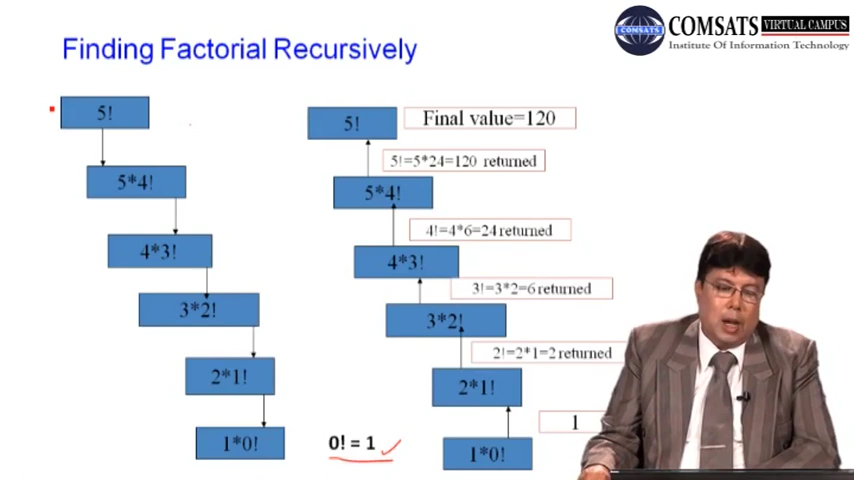 Finding Factorial Recursively
COMSATS VIRTUAL CAMPUS
Institute Of Information Technology
COMSATS
5!
5*4!
4*3!
3*2!
2*1!
1*0!
0! = 1
5!
Final value=120
5!=5*24=120 returned
5*4!
4!=4*6=24 returned
4*3!
3!=3*2=6 returned
3*2!
2!=2*1=2 returned
2*1!
1
1*0!